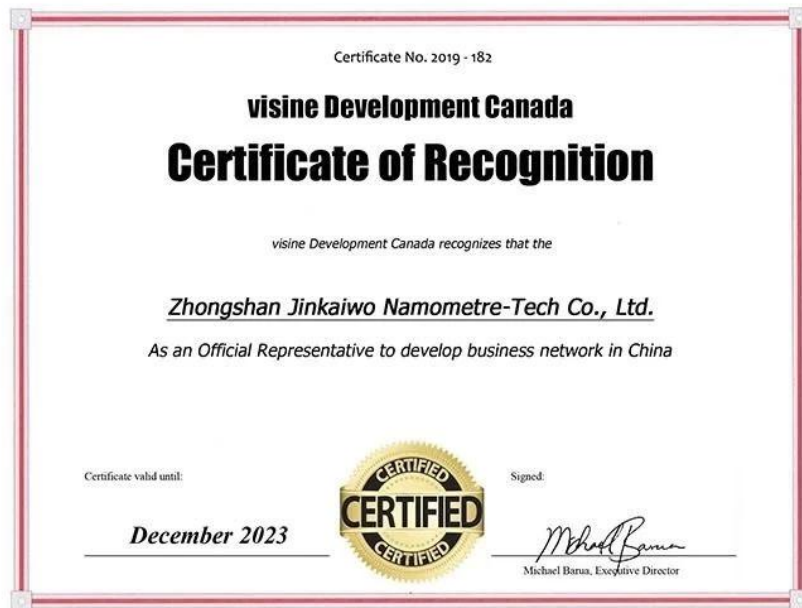 Certificate No. 2019 - 182
visine Development Canada
Certificate of Recognition
visine Development Canada recognizes that the
Zhongshan Jinkaiwo Namometre-Tech Co., Ltd.
As an Official Representative to develop business network in China
Certificate valid until:
December 2023
CERTIFIED
CERTIFIED
CERTIFIED
Signed:
Michael Barua
Michael Barua, Executive Director